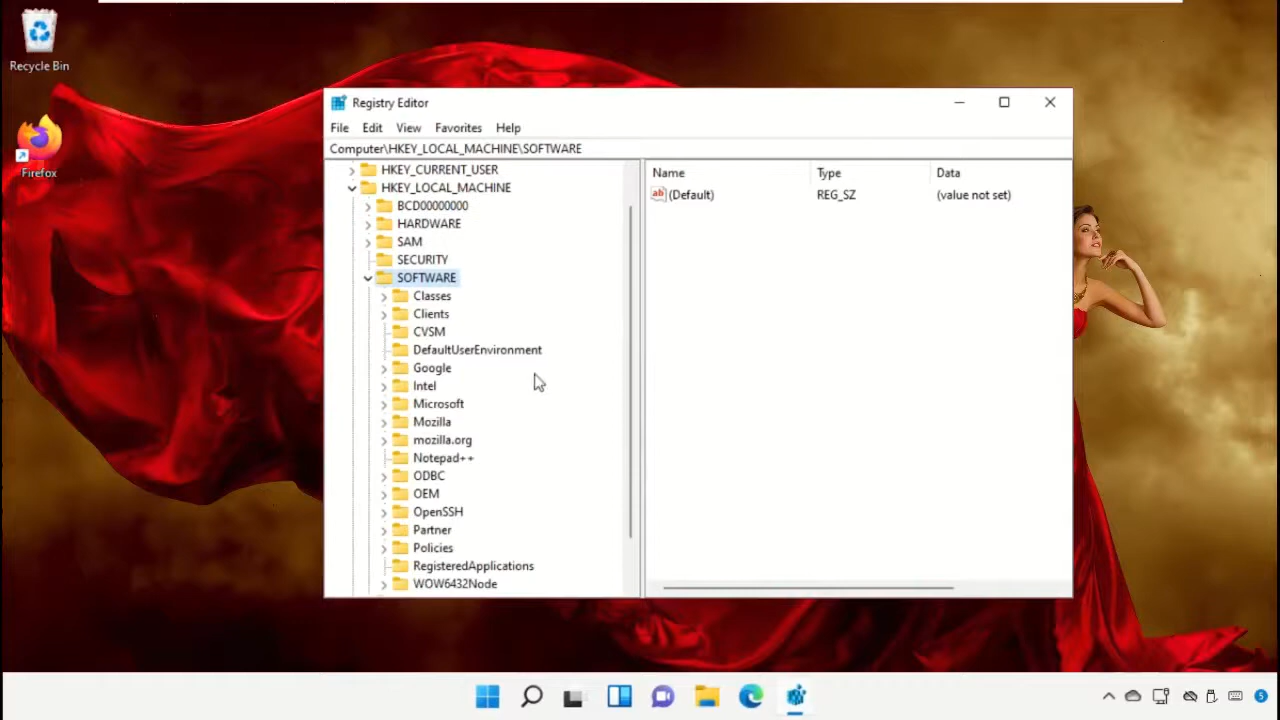 Recycle Bin
Firefox
Registry Editor
File Edit View Favorites Help
Computer\HKEY_LOCAL_MACHINE\SOFTWARE
HKEY_CURRENT_USER
HKEY_LOCAL_MACHINE
BCD00000000
HARDWARE
SAM
SECURITY
SOFTWARE
Classes
Clients
CVSM
DefaultUserEnvironment
Google
Intel
Microsoft
Mozilla
mozilla.org
Notepad++
ODBC
OEM
OpenSSH
Partner
Policies
RegisteredApplications
WOW6432Node
Name Type Data
ab (Default) REG_SZ (value not set)
5